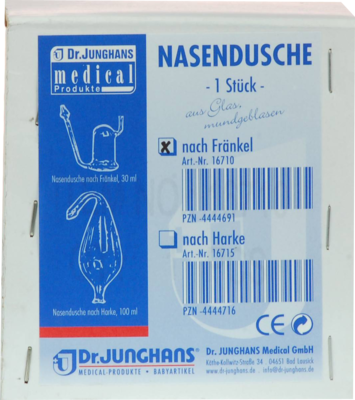 Dr. JUNGHANS
medical
Produkte
NASENDUSCHE
- 1 Stück -
aus Glas,
mundgeblasen
x nach Fränkel
Art.-Nr. 16710
PZN -4444691
Nasendusche nach Fränkel, 30 ml
nach Harke
Art.-Nr. 16715
PZN -4444716
Nasendusche nach Harke, 100 ml
CE
Dr. JUNGHANS®
MEDICAL-PRODUKTE · BABYARTIKEL
Dr. JUNGHANS Medical GmbH
Käthe-Kollwitz-Straße 34 04651 Bad Lausick
www.dr-junghans.de info@dr-junghans.de